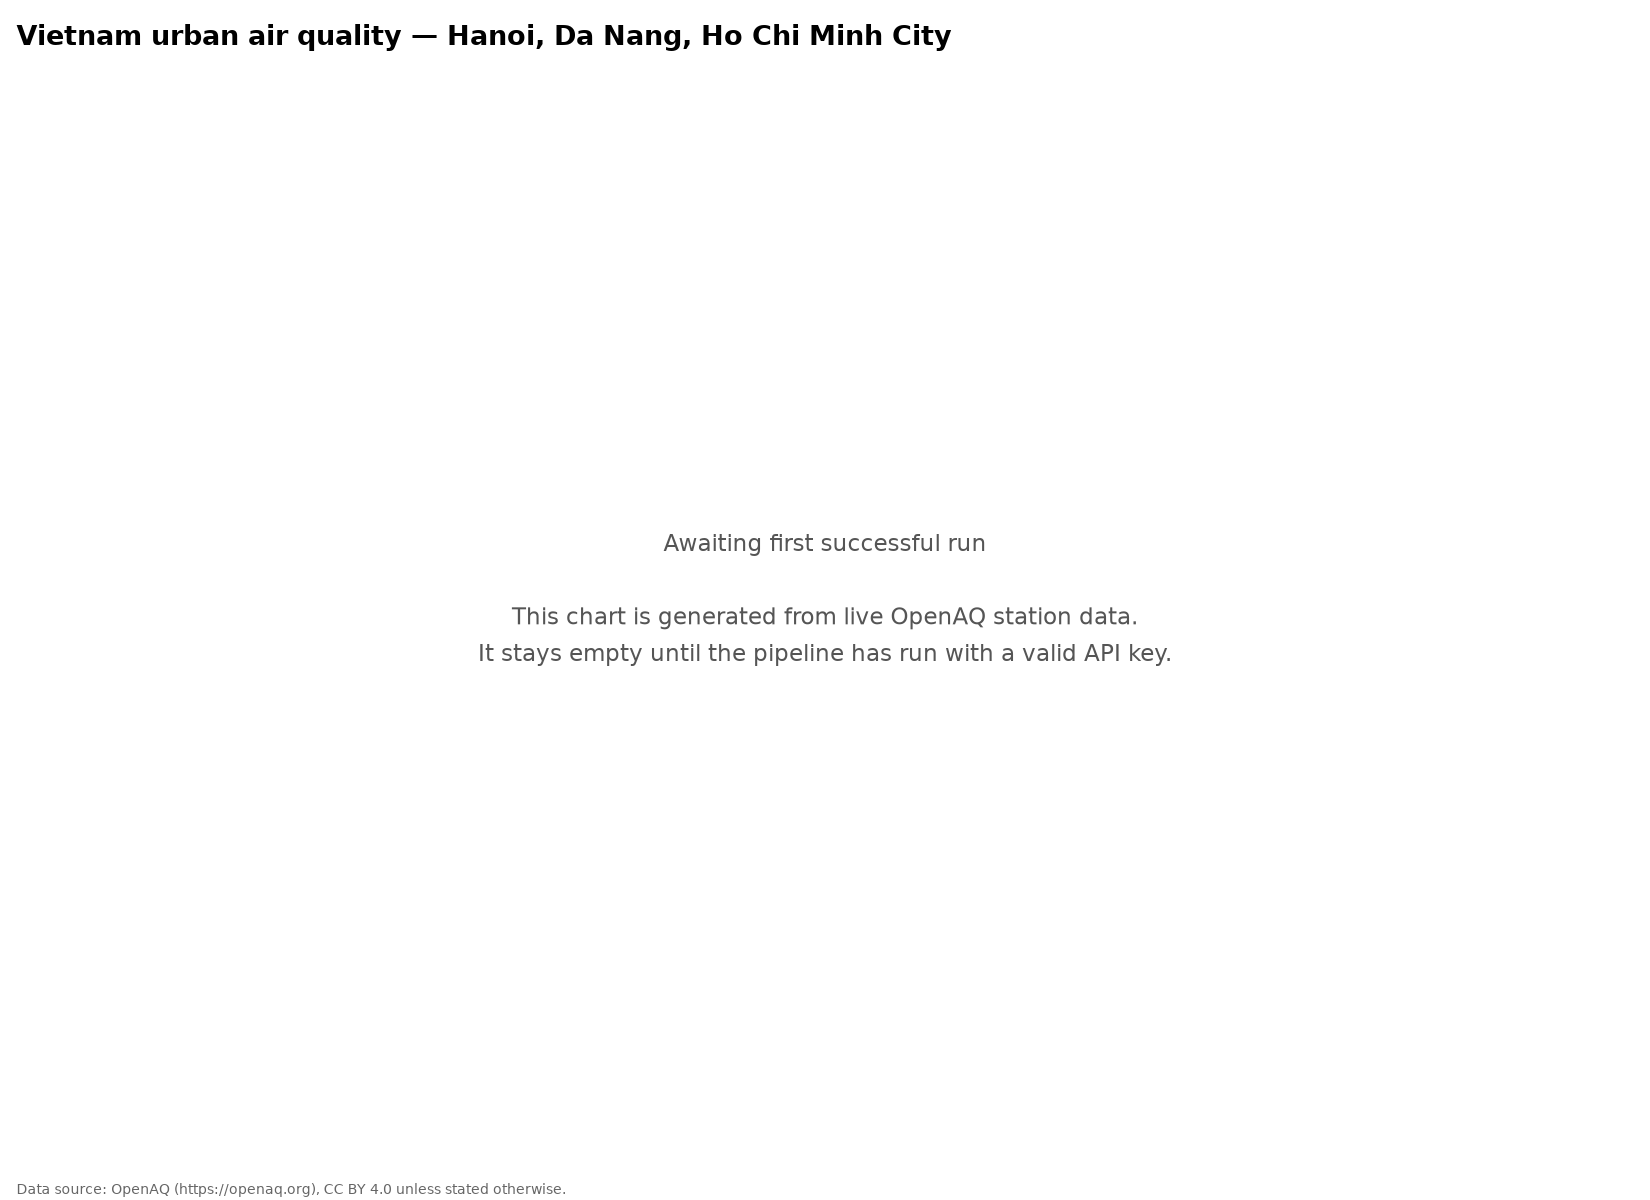 Vietnam urban air quality — Hanoi, Da Nang, Ho Chi Minh City
Awaiting first successful run
This chart is generated from live OpenAQ station data.
It stays empty until the pipeline has run with a valid API key.
Data source: OpenAQ (https://openaq.org), CC BY 4.0 unless stated otherwise.